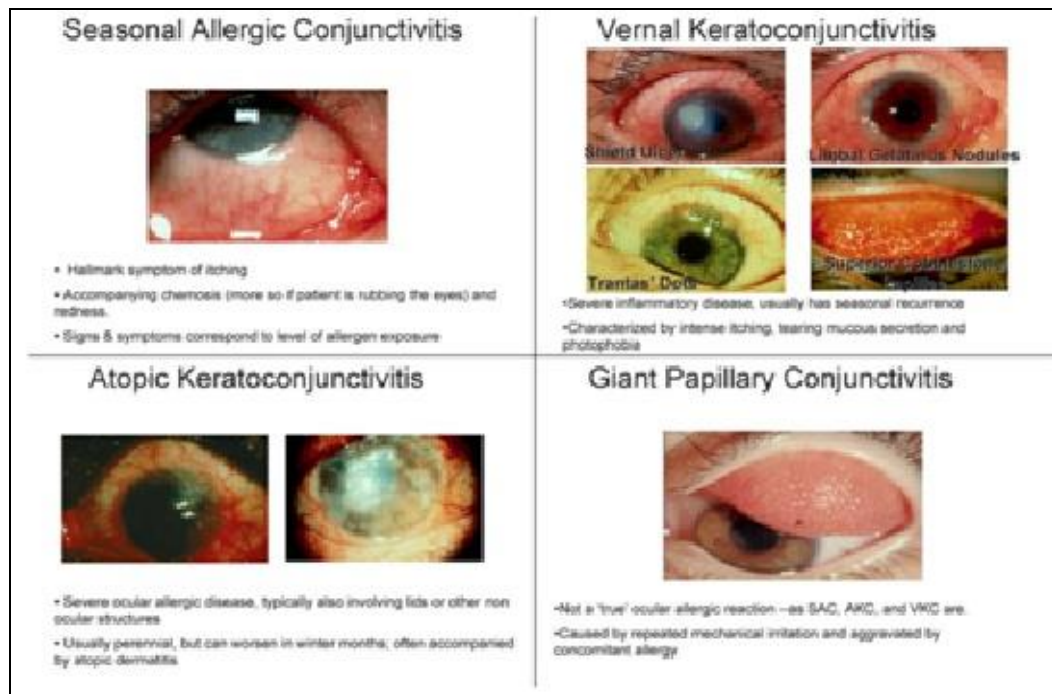 Seasonal Allergic Conjunctivitis
• Hallmark symptom of itching
•Accompanying chemosis (more so if patient is rubbing the eyes) and
redness.
•Signs & symptoms correspond to level of allergen exposure
Vernal Keratoconjunctivitis
Shield
Limbal Gelatinous Nodules
Trantas' Dots
Superior
Papillae
•Severe inflammatory disease, usually has seasonal recurrence
•Characterized by intense itching, tearing mucous secretion and
photophobia
Atopic Keratoconjunctivitis
• Severe ocular allergic disease, typically also involving lids or other non
ocular structures
• Usually perennial, but can worsen in winter months; often accompanied
by atopic dermatitis
Giant Papillary Conjunctivitis
•Not a 'true' ocular allergic reaction –as SAC, AKC, and VKC are.
•Caused by repeated mechanical irritation and aggravated by
concomitant allergy